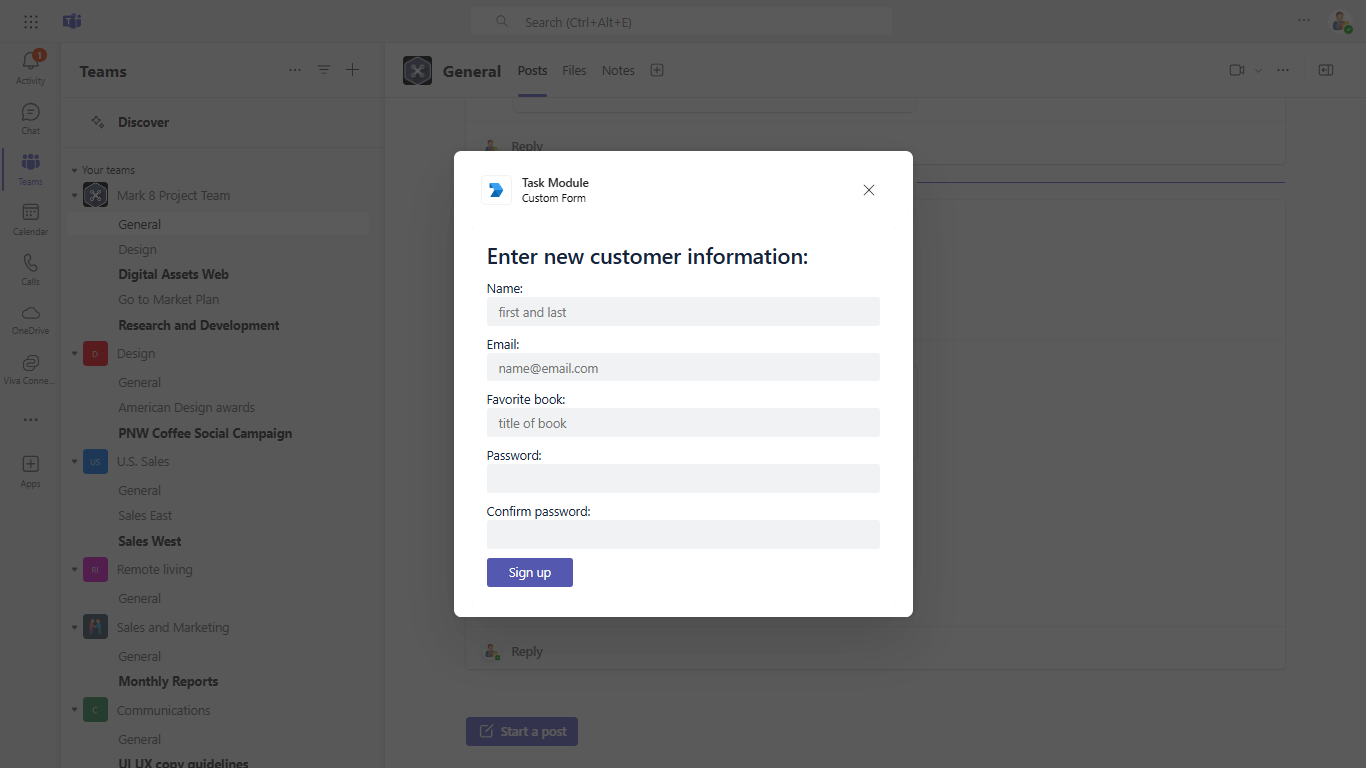 Search (Ctrl+Alt+E)
1
Activity
Chat
Teams
Calendar
Calls
OneDrive
Viva Conne...
Apps
Teams
Discover
Your teams
Mark 8 Project Team
General
Design
Digital Assets Web
Go to Market Plan
Research and Development
D
Design
General
American Design awards
PNW Coffee Social Campaign
US
U.S. Sales
General
Sales East
Sales West
Rl
Remote living
General
Sales and Marketing
General
Monthly Reports
C
Communications
General
UI UX copy guidelines
General
Posts Files Notes
Reply
Task Module
Custom Form
Enter new customer information:
Name:
first and last
Email:
name@email.com
Favorite book:
title of book
Password:
Confirm password:
Sign up
Reply
Start a post